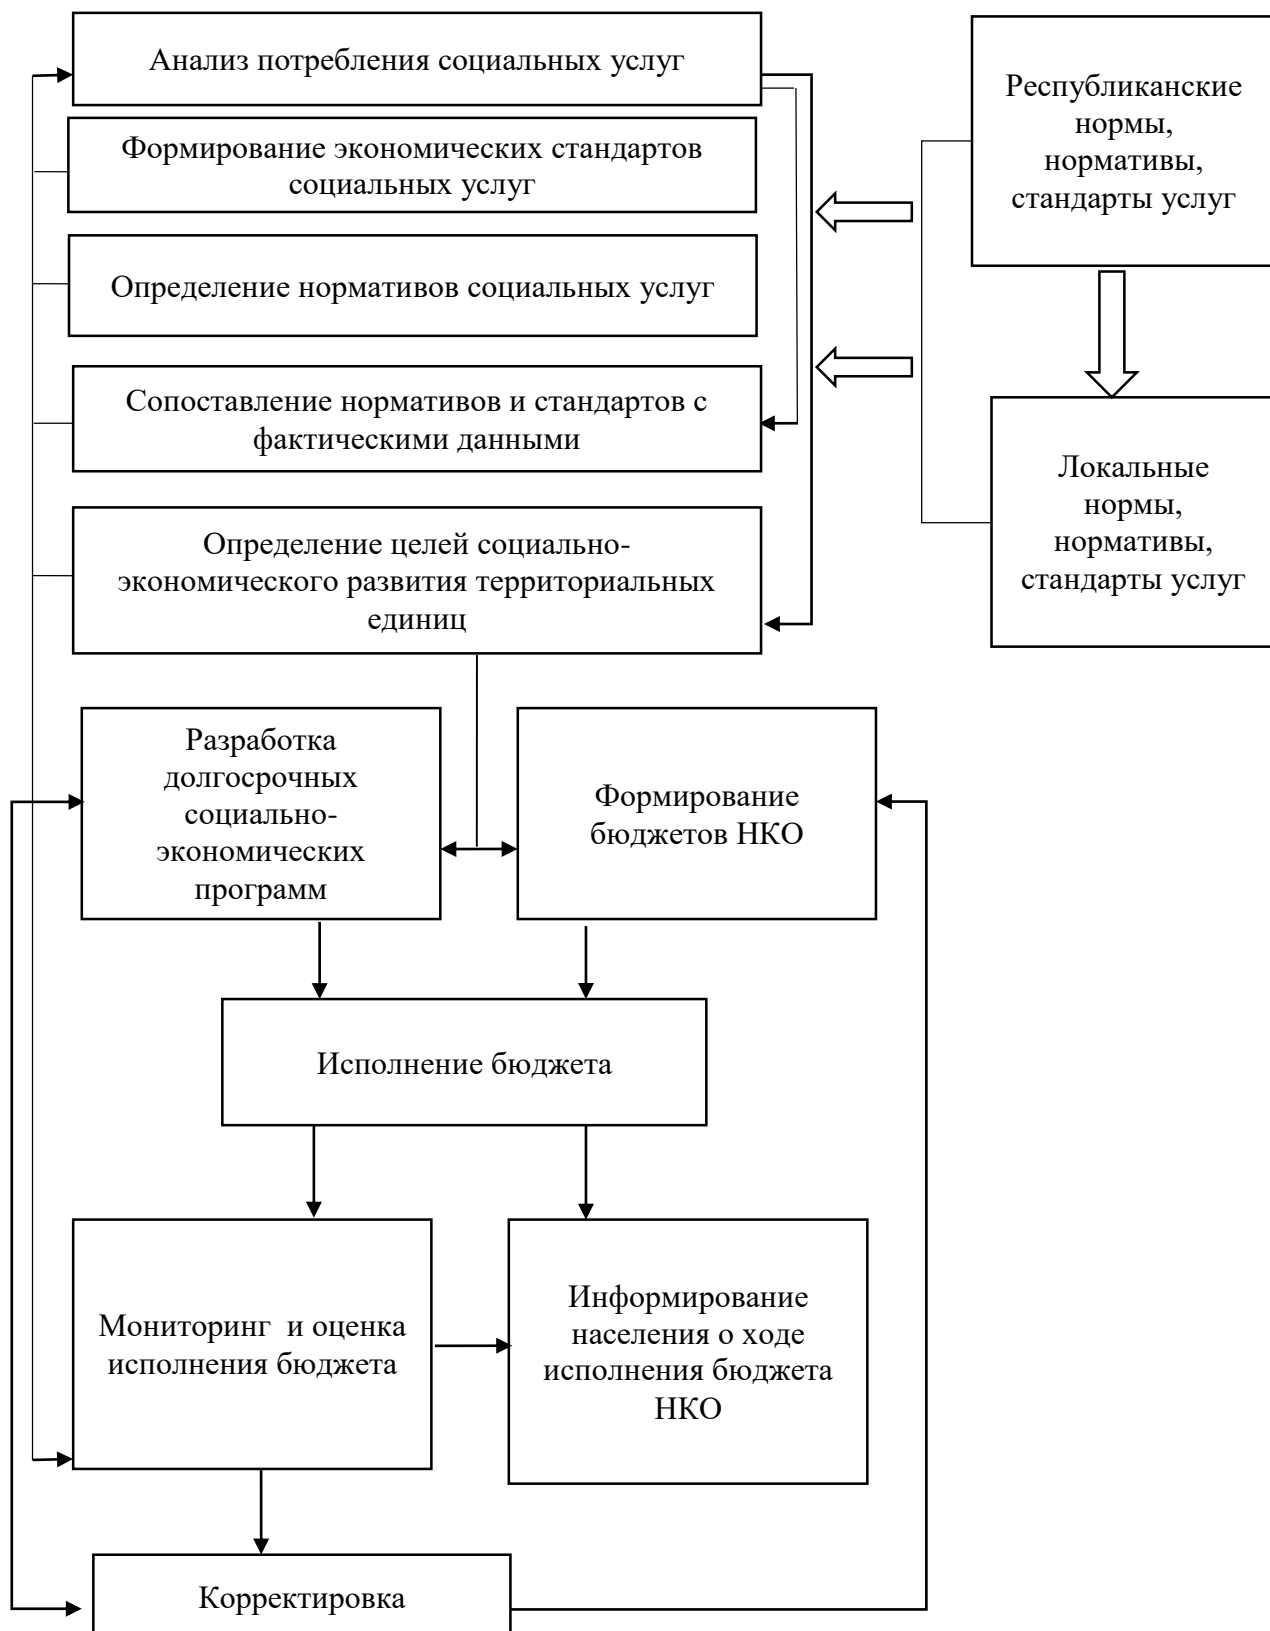 Анализ потребления социальных услуг
Формирование экономических стандартов
социальных услуг
Определение нормативов социальных услуг
Сопоставление нормативов и стандартов с
фактическими данными
Определение целей социально-
экономического развития территориальных
единиц
Республиканские
нормы,
нормативы,
стандарты услуг
Локальные
нормы,
нормативы,
стандарты услуг
Разработка
долгосрочных
социально-
экономических
программ
Формирование
бюджетов НКО
Исполнение бюджета
Мониторинг и оценка
исполнения бюджета
Информирование
населения о ходе
исполнения бюджета
НКО
Корректировка